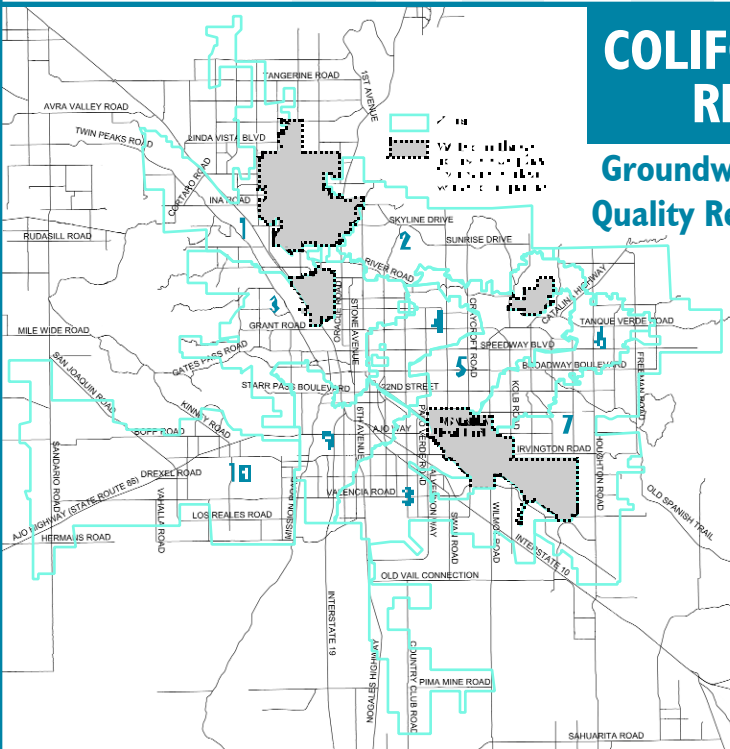 COLIF
R
Groundw
Quality Re
TANGERINE ROAD
1ST AVENUE
AVRA VALLEY ROAD
TWIN PEAKS ROAD
LINDA VISTA BLVD
CORTARO ROAD
INA ROAD
1
SKYLINE DRIVE
2
SUNRISE DRIVE
RUDASILL ROAD
RIVER ROAD
CATALINA HIGHWAY
ORACLE ROAD
STONE AVENUE
4
CRAYCROFT ROAD
GRANT ROAD
TANQUE VERDE ROAD
MILE WIDE ROAD
GATES PASS ROAD
SPEEDWAY BLVD
6
SAN JOAQUIN ROAD
5
BROADWAY BOULEVARD
FREEMAN ROAD
STARR PASS BOULEVARD
22ND STREET
KOLB ROAD
KINNEY ROAD
6TH AVENUE
PALO VERDE ROAD
7
BOPP ROAD
9
AJO WAY
IRVINGTON ROAD
SANDARIO ROAD
DREXEL ROAD
10
HOUGHTON ROAD
AJO HIGHWAY (STATE ROUTE 86)
VAHALLA ROAD
MISSION ROAD
VALENCIA ROAD
ALVERNON WAY
OLD SPANISH TRAIL
LOS REALES ROAD
SWAN ROAD
WILMOT ROAD
HERMANS ROAD
INTERSTATE 10
OLD VAIL CONNECTION
INTERSTATE 19
NOGALES HIGHWAY
COUNTRY CLUB ROAD
PIMA MINE ROAD
SAHUARITA ROAD